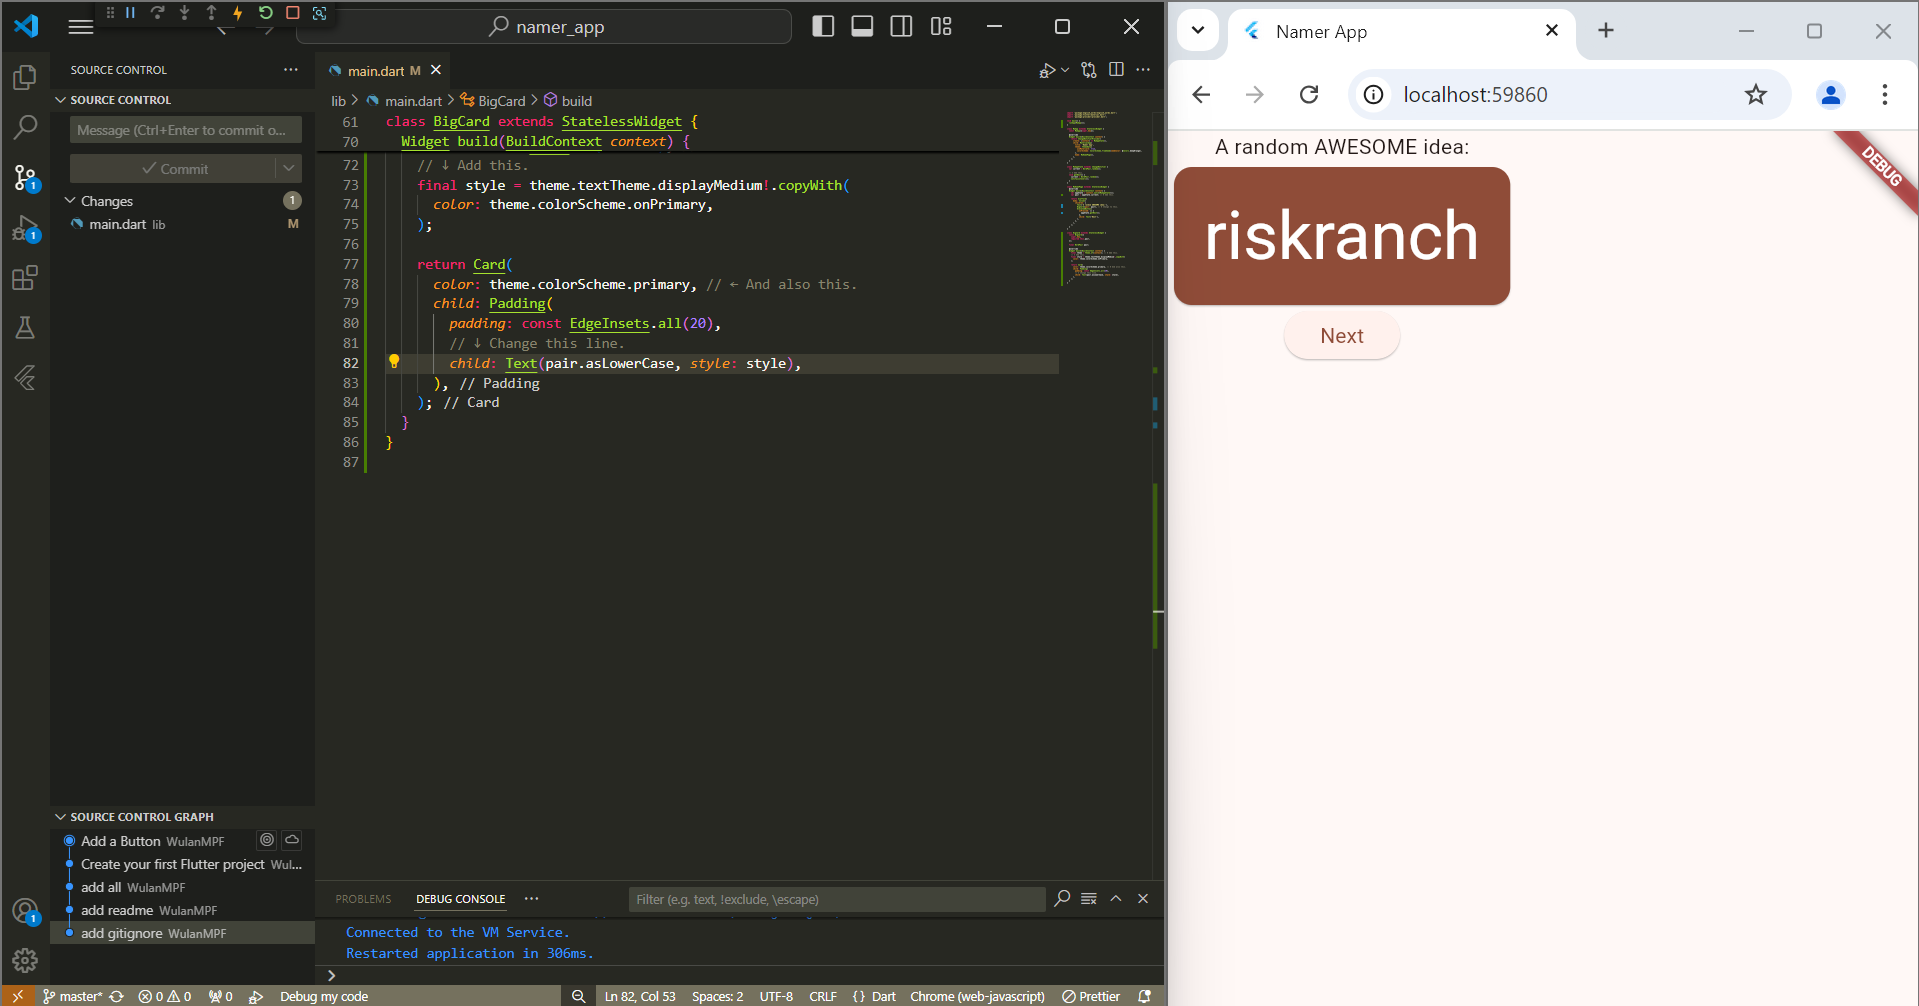 namer_app
SOURCE CONTROL
SOURCE CONTROL
Message (Ctrl+Enter to commit o...
Commit
Changes 1
main.dart lib M
1
1
SOURCE CONTROL GRAPH
Add a Button WulanMPF
Create your first Flutter project Wul...
add all WulanMPF
add readme WulanMPF
add gitignore WulanMPF
1
main.dart M
lib > main.dart > BigCard > build
61 class BigCard extends StatelessWidget {
70 Widget build(BuildContext context) {
72 // ↓ Add this.
73 final style = theme.textTheme.displayMedium!.copyWith(
74 color: theme.colorScheme.onPrimary,
75 );
76
77 return Card(
78 color: theme.colorScheme.primary, // ← And also this.
79 child: Padding(
80 padding: const EdgeInsets.all(20),
81 // ↓ Change this line.
82 child: Text(pair.asLowerCase, style: style),
83 ), // Padding
84 ); // Card
85 }
86 }
87
PROBLEMS DEBUG CONSOLE ...
Filter (e.g. text, !exclude, \escape)
Connected to the VM Service.
Restarted application in 306ms.
>
master* 0 0 0 Debug my code Ln 82, Col 53 Spaces: 2 UTF-8 CRLF {} Dart Chrome (web-javascript) Prettier
Namer App
localhost:59860
A random AWESOME idea:
DEBUG
riskranch
Next